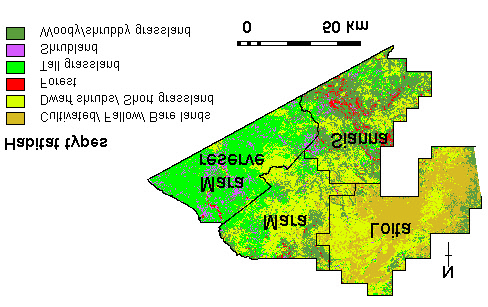 N
Loita
Mara
Mara
reserve
Sianna
Habitat types
Cultivated/ Fallow/ Bare lands
Dwarf shrubs/ Short grassland
Forest
Tall grassland
Shrubland
Woody/shrubby grassland
0 50 km